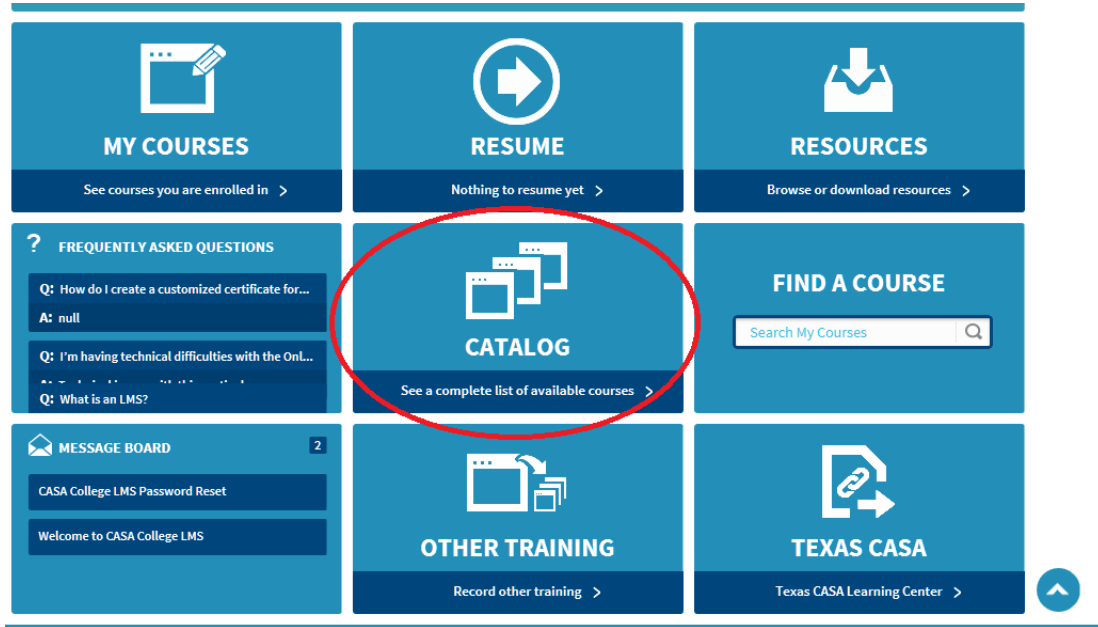 MY COURSES
See courses you are enrolled in >
RESUME
Nothing to resume yet >
RESOURCES
Browse or download resources >
? FREQUENTLY ASKED QUESTIONS
Q: How do I create a customized certificate for...
A: null
Q: I'm having technical difficulties with the Onl...
Q: What is an LMS?
CATALOG
See a complete list of available courses >
FIND A COURSE
Search My Courses
MESSAGE BOARD 2
CASA College LMS Password Reset
Welcome to CASA College LMS
OTHER TRAINING
Record other training >
TEXAS CASA
Texas CASA Learning Center >